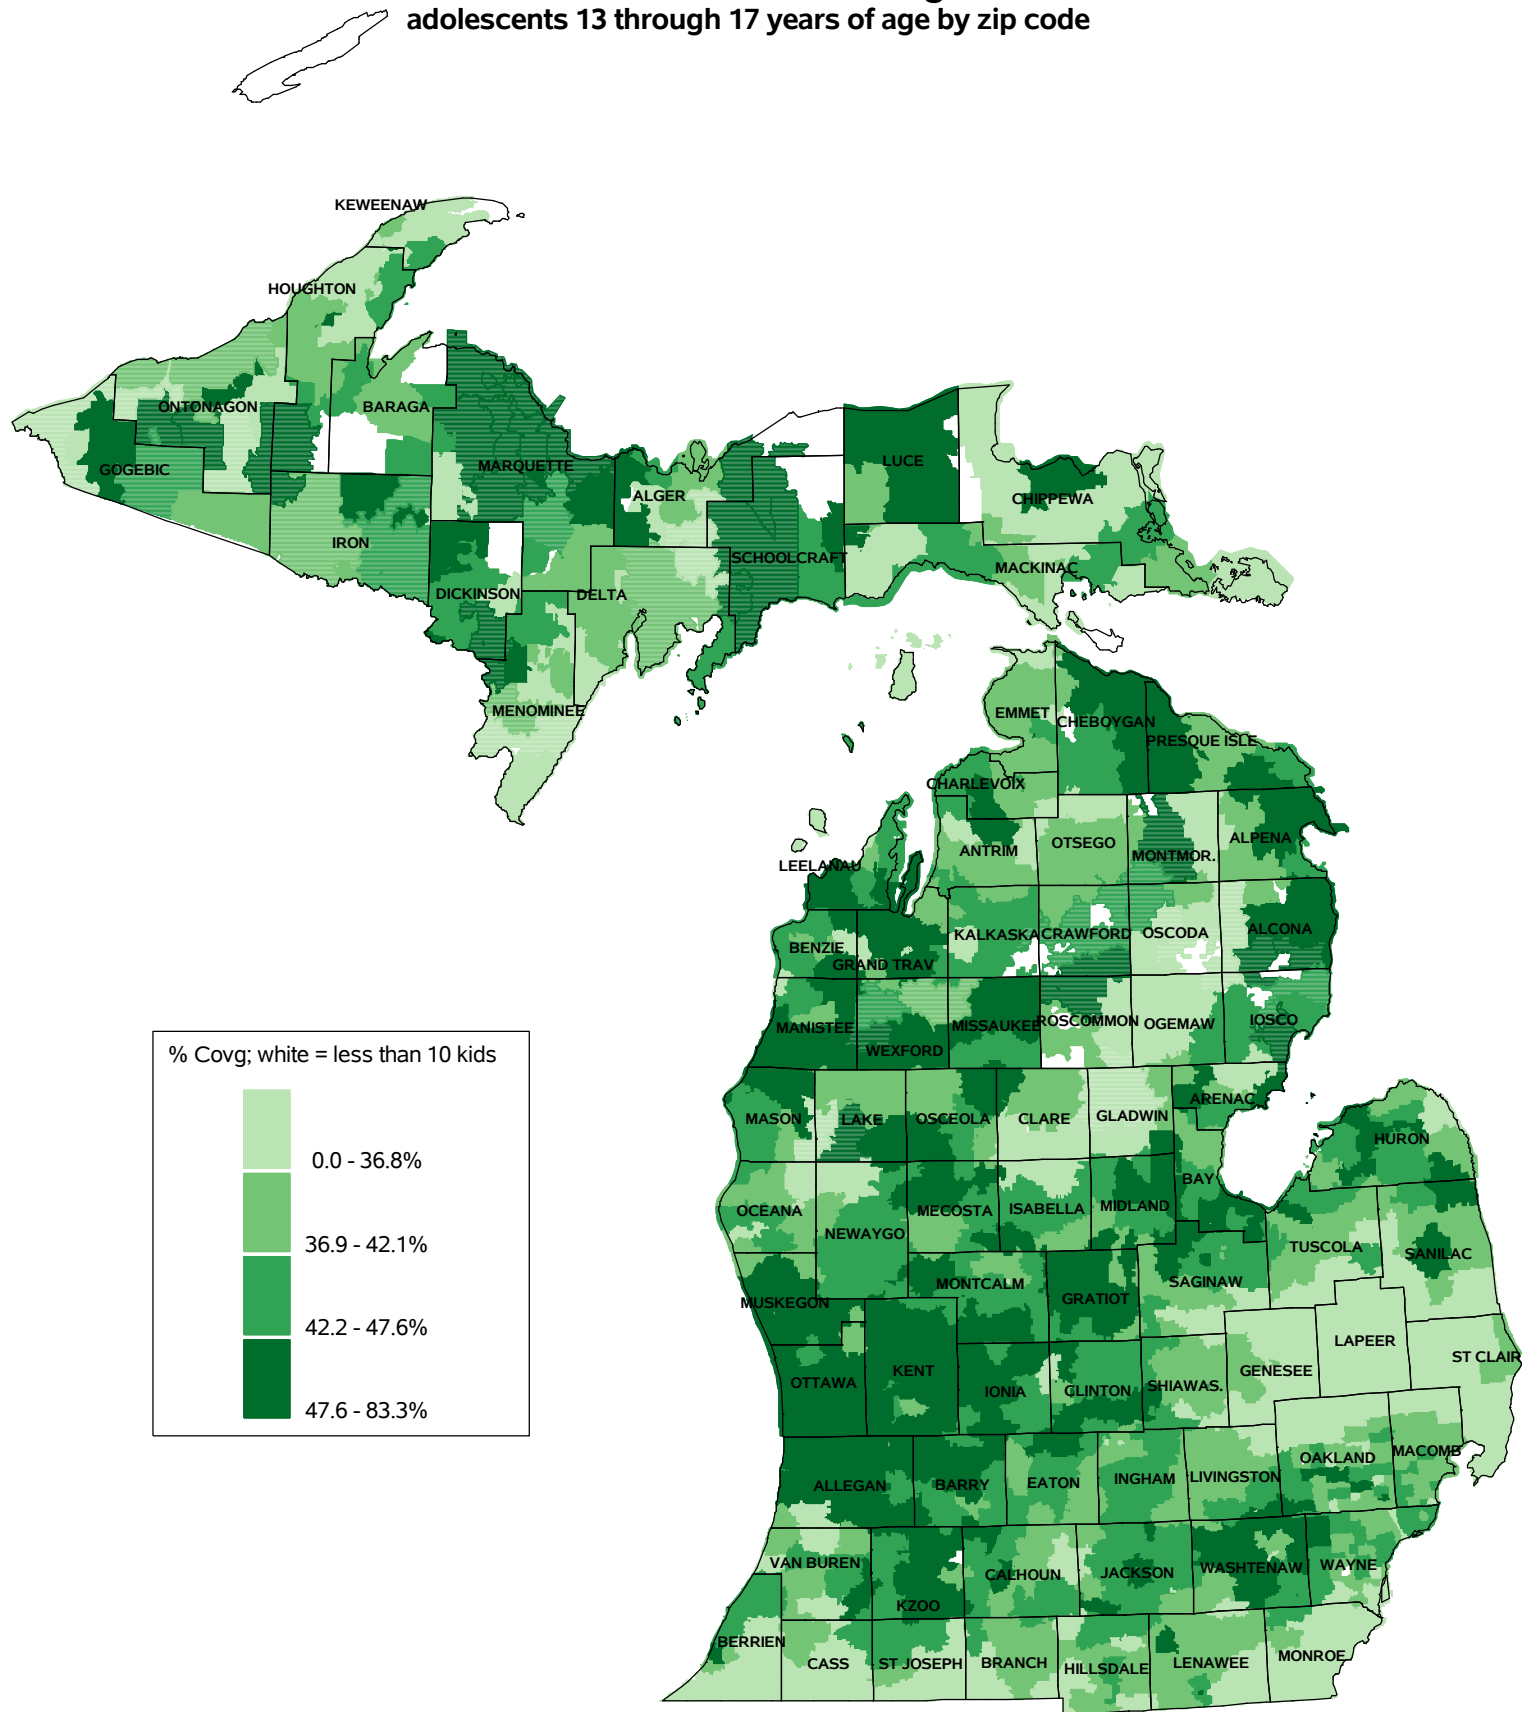 adolescents 13 through 17 years of age by zip code
KEWEENAW
HOUGHTON
ONTONAGON
BARAGA
GOGEBIC
MARQUETTE
LUCE
ALGER
CHIPPEWA
IRON
SCHOOLCRAFT
MACKINAC
DICKINSON
DELTA
MENOMINEE
EMMET
CHEBOYGAN
PRESQUE ISLE
CHARLEVOIX
ANTRIM
OTSEGO
MONTMOR.
ALPENA
LEELANAU
BENZIE
GRAND TRAV
KALKASKA
CRAWFORD
OSCODA
ALCONA
MANISTEE
WEXFORD
MISSAUKEE
ROSCOMMON
OGEMAW
IOSCO
% Covg; white = less than 10 kids
0.0 - 36.8%
36.9 - 42.1%
42.2 - 47.6%
47.6 - 83.3%
MASON
LAKE
OSCEOLA
CLARE
GLADWIN
ARENAC
HURON
OCEANA
NEWAYGO
MECOSTA
ISABELLA
MIDLAND
BAY
TUSCOLA
SANILAC
MUSKEGON
MONTCALM
GRATIOT
SAGINAW
OTTAWA
KENT
IONIA
CLINTON
SHIAWAS.
GENESEE
LAPEER
ST CLAIR
ALLEGAN
BARRY
EATON
INGHAM
LIVINGSTON
OAKLAND
MACOMB
VAN BUREN
KZOO
CALHOUN
JACKSON
WASHTENAW
WAYNE
BERRIEN
CASS
ST JOSEPH
BRANCH
HILLSDALE
LENAWEE
MONROE